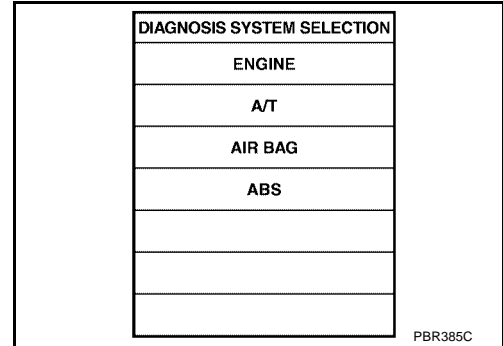 DIAGNOSIS SYSTEM SELECTION
ENGINE
A/T
AIR BAG
ABS
PBR385C